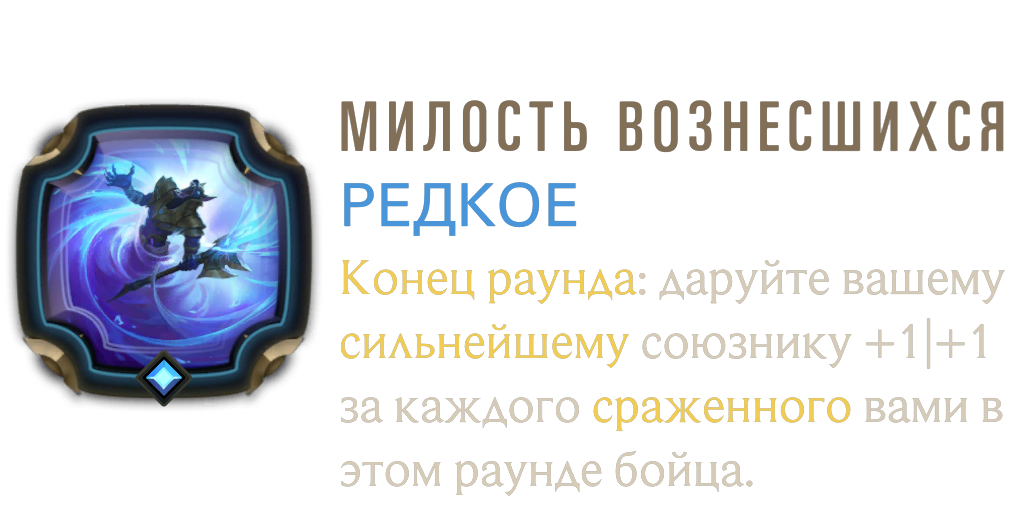 МИЛОСТЬ ВОЗНЕСШИХСЯ
РЕДКОЕ
Конец раунда: даруйте вашему
сильнейшему союзнику +1|+1
за каждого сраженного вами в
этом раунде бойца.